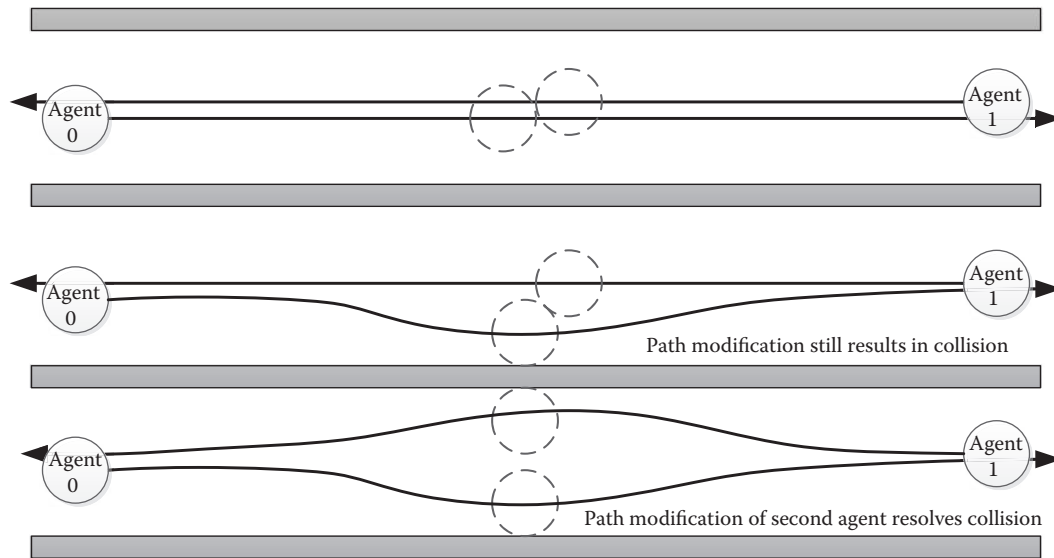 Agent
0
Agent
1
Agent
0
Agent
1
Path modification still results in collision
Agent
0
Agent
1
Path modification of second agent resolves collision